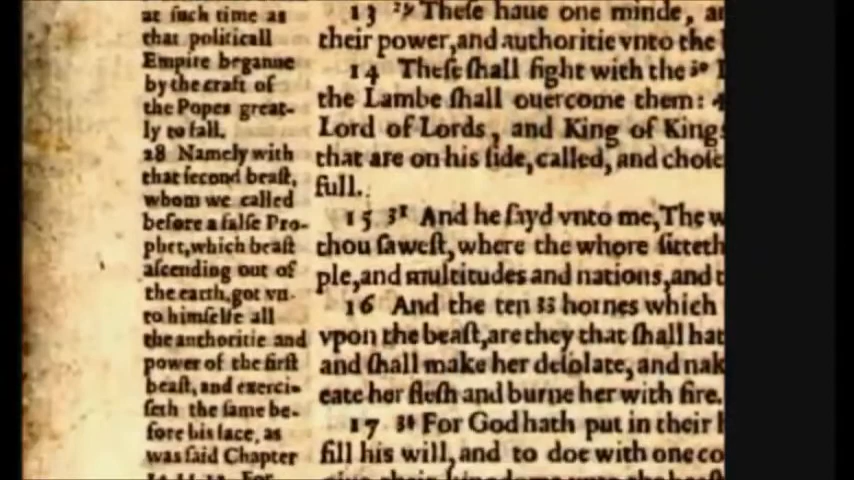 at ſuch time as
that politicall
Empire beganne
by the craft of
the Popes great-
ly to fall.
28 Namely with
that ſecond beaſt,
whom we called
before a falſe Pro-
phet, which beaſt
aſcending out of
the earth, got vn-
to himſelfe all
the authoritie and
power of the firſt
beaſt, and exerci-
ſeth the ſame be-
fore his face, as
was ſaid Chapter
13 29 Theſe haue one minde,
their power, and authoritie vnto the
14 Theſe ſhall fight with the 30
the Lambe ſhall ouercome them:
Lord of Lords, and King of Kings
that are on his ſide, called, and choſe
full.
15 31 And he ſayd vnto me, The w
thou ſaweſt, where the whore ſitteth
ple, and multitudes and nations, and t
16 And the ten 33 hornes which
vpon the beaſt, are they that ſhall hat
and ſhall make her deſolate, and nak
eate her fleſh and burne her with fire.
17 34 For God hath put in their h
fill his will, and to doe with one co